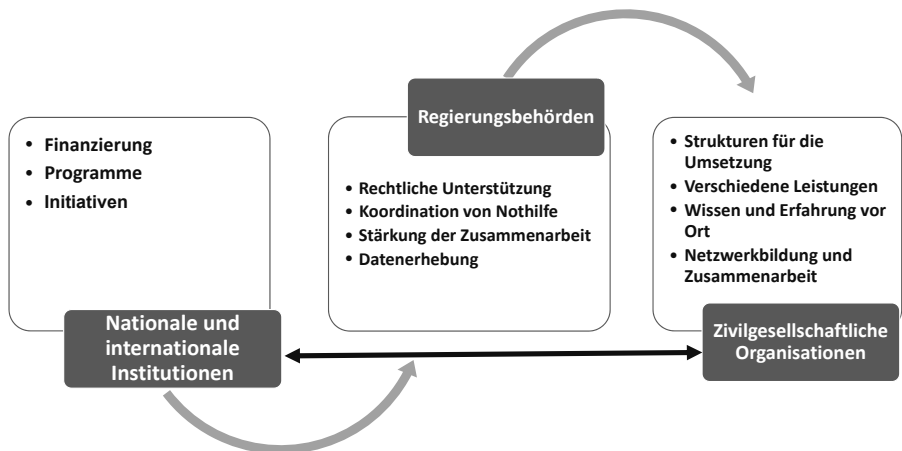 • Finanzierung
• Programme
• Initiativen
Nationale und
internationale
Institutionen
Regierungsbehörden
• Rechtliche Unterstützung
• Koordination von Nothilfe
• Stärkung der Zusammenarbeit
• Datenerhebung
• Strukturen für die
Umsetzung
• Verschiedene Leistungen
• Wissen und Erfahrung vor
Ort
• Netzwerkbildung und
Zusammenarbeit
Zivilgesellschaftliche
Organisationen